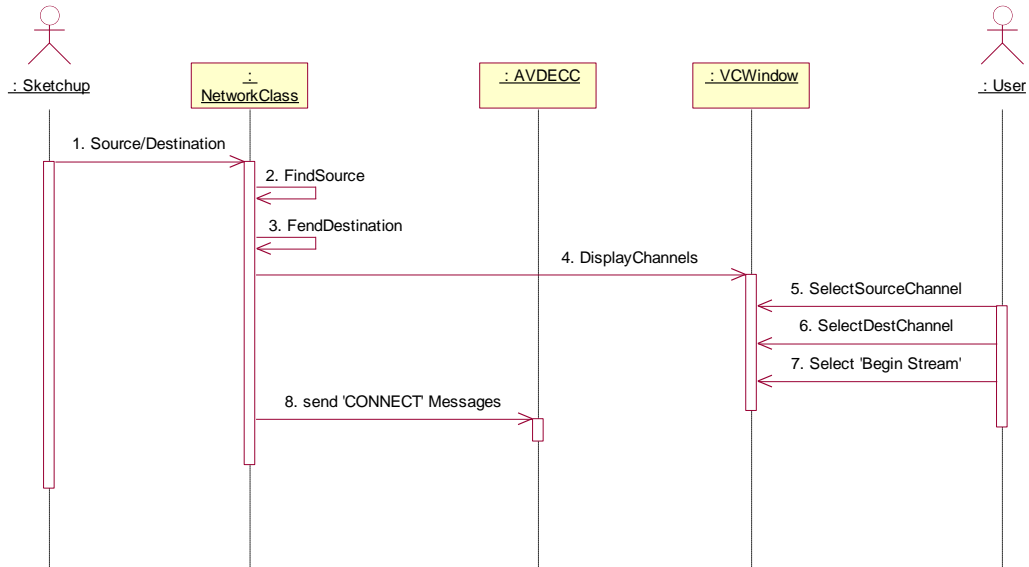 : Sketchup
:
NetworkClass
: AVDECC
: VCWindow
: User
1. Source/Destination
2. FindSource
3. FendDestination
4. DisplayChannels
5. SelectSourceChannel
6. SelectDestChannel
7. Select 'Begin Stream'
8. send 'CONNECT' Messages